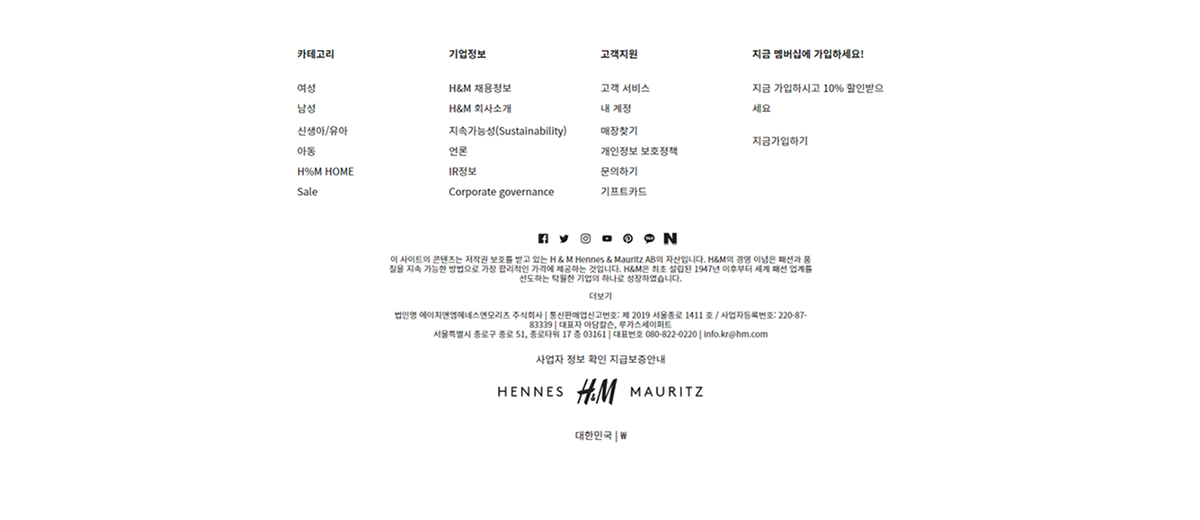 카테고리
여성
남성
신생아/유아
아동
H%M HOME
Sale
기업정보
H&M 채용정보
H&M 회사소개
지속가능성(Sustainability)
언론
IR정보
Corporate governance
고객지원
고객 서비스
내 계정
매장찾기
개인정보 보호정책
문의하기
기프트카드
지금 멤버십에 가입하세요!
지금 가입하시고 10% 할인받으
세요
지금가입하기
이 사이트의 콘텐츠는 저작권 보호를 받고 있는 H & M Hennes & Mauritz AB의 자산입니다. H&M의 경영 이념은 패션과 품
질을 지속 가능한 방법으로 가장 합리적인 가격에 제공하는 것입니다. H&M은 최초 설립된 1947년 이후부터 세계 패션 업계를
선도하는 탁월한 기업의 하나로 성장하였습니다.
더보기
법인명 에이치앤엠헤네스앤모리츠 주식회사 | 통신판매업신고번호: 제 2019 서울종로 1411 호 / 사업자등록번호: 220-87-
83339 | 대표자 아담칼슨, 루카스세이퍼트
서울특별시 종로구 종로 51, 종로타워 17 층 03161 | 대표번호 080-822-0220 | info.kr@hm.com
사업자 정보 확인 지급보증안내
HENNES H&M MAURITZ
대한민국 | ₩